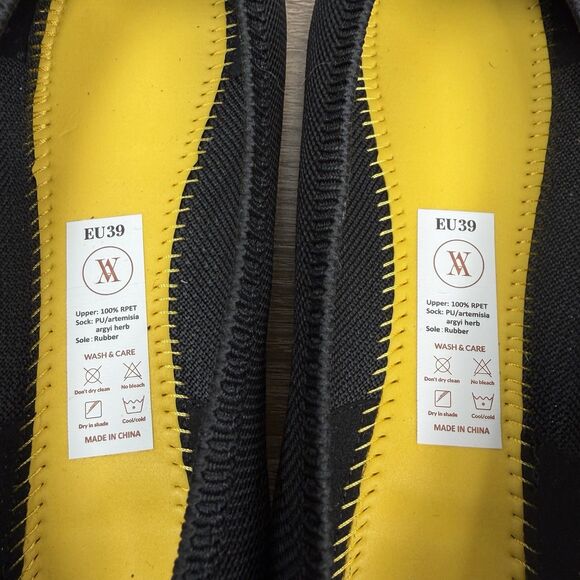 EU39
VA
Upper: 100% RPET
Sock: PU/artemisia
argyi herb
Sole : Rubber
WASH & CARE
Don't dry clean
No bleach
Dry in shade
Cool/cold
MADE IN CHINA
EU39
VA
Upper: 100% RPET
Sock: PU/artemisia
argyi herb
Sole : Rubber
WASH & CARE
Don't dry clean
No bleach
Dry in shade
Cool/cold
MADE IN CHINA